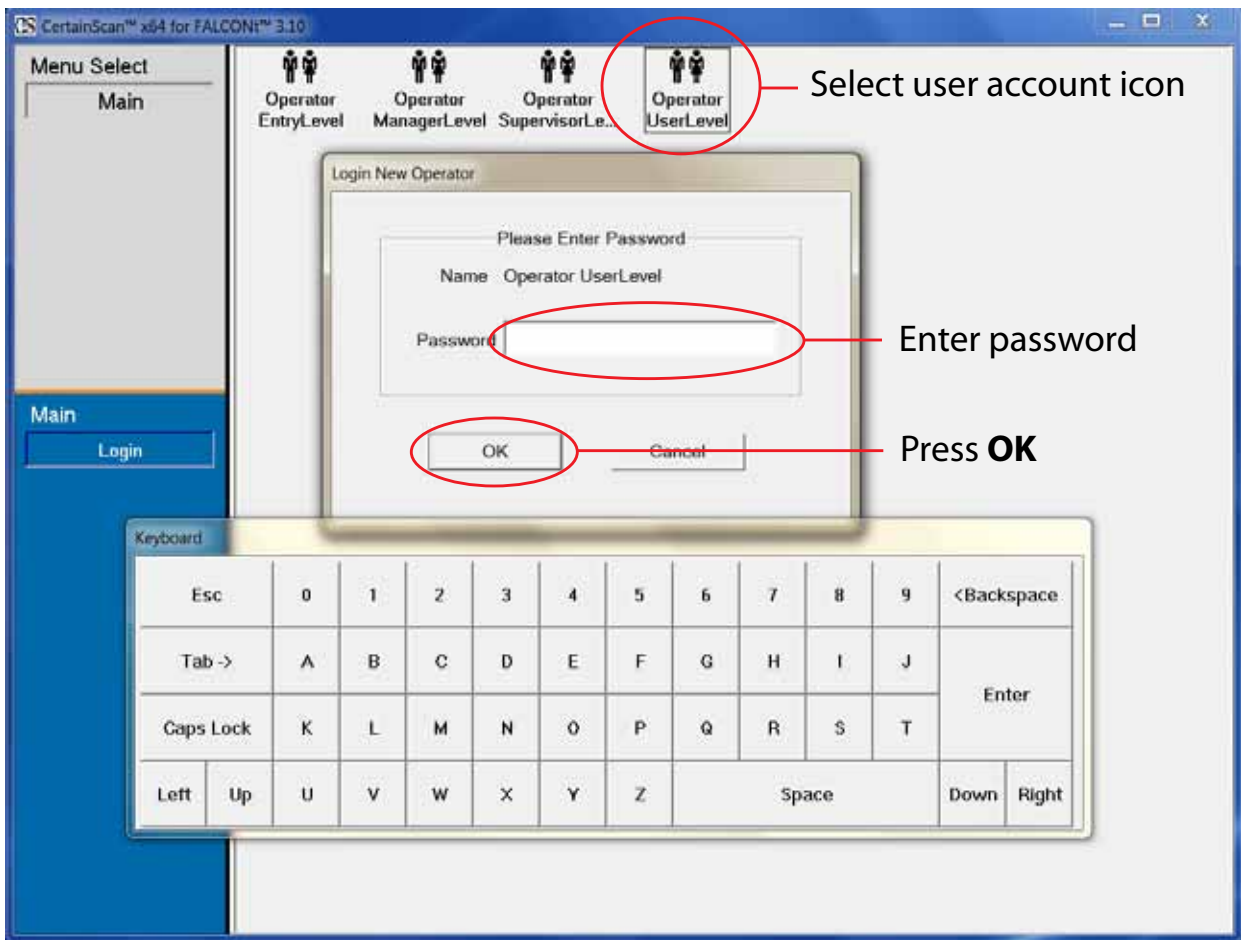 CS CertainScan™ x64 for FALCONt™ 3.10
Menu Select
Main
Operator EntryLevel
Operator ManagerLevel
Operator SupervisorLe...
Operator UserLevel
Select user account icon
Login New Operator
Please Enter Password
Name Operator UserLevel
Password
Enter password
OK
Cancel
Press OK
Main
Login
Keyboard
Esc 0 1 2 3 4 5 6 7 8 9 <Backspace
Tab -> A B C D E F G H I J
Enter
Caps Lock K L M N O P Q R S T
Left Up U V W X Y Z Space Down Right